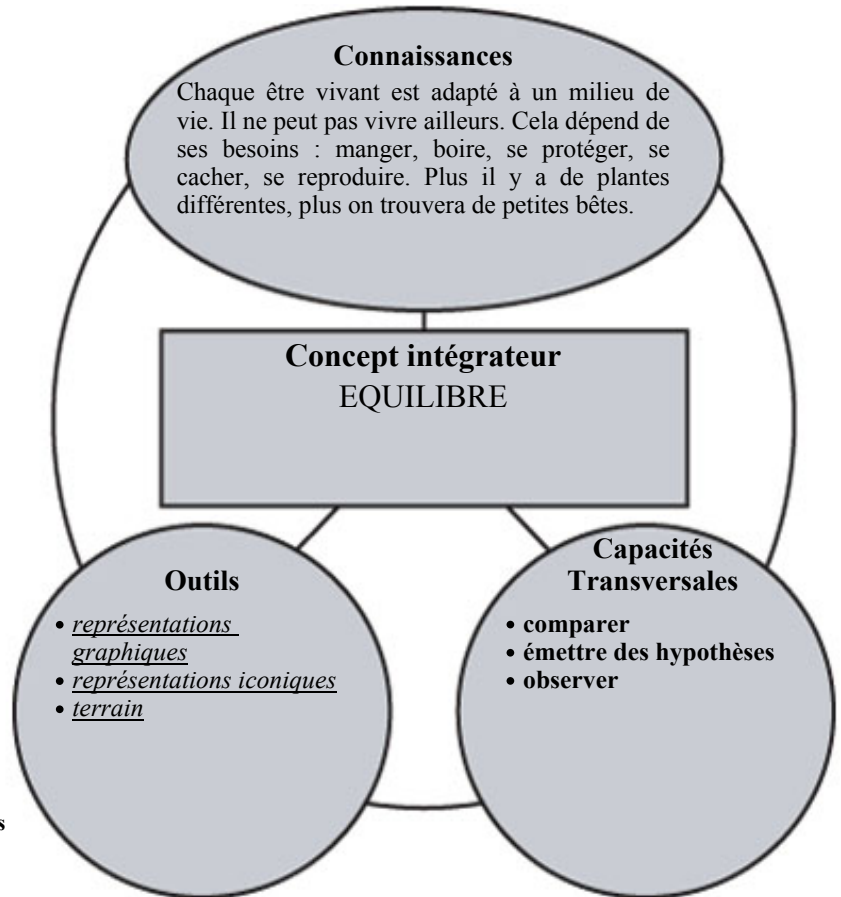 Connaissances
Chaque être vivant est adapté à un milieu de
vie. Il ne peut pas vivre ailleurs. Cela dépend de
ses besoins : manger, boire, se protéger, se
cacher, se reproduire. Plus il y a de plantes
différentes, plus on trouvera de petites bêtes.
Concept intégrateur
EQUILIBRE
Outils
• représentations
graphiques
• représentations iconiques
• terrain
Capacités
Transversales
• comparer
• émettre des hypothèses
• observer
s